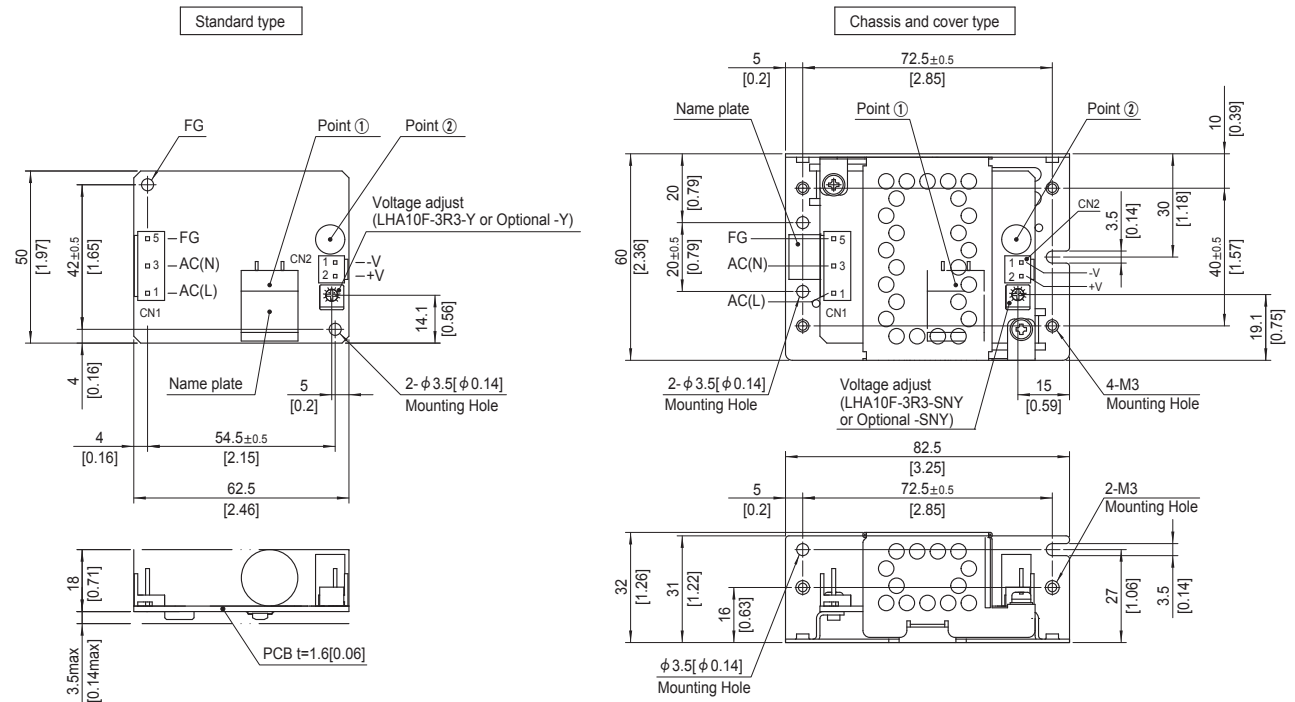 Standard type
FG
Point ①
Point ②
Voltage adjust
(LHA10F-3R3-Y or Optional -Y)
50
[1.97]
42±0.5
[1.65]
5
FG
3
AC(N)
1
AC(L)
CN1
CN2
1
-V
2
+V
14.1
[0.56]
4
[0.16]
Name plate
5
[0.2]
2-φ3.5[φ0.14]
Mounting Hole
4
[0.16]
54.5±0.5
[2.15]
62.5
[2.46]
18
[0.71]
3.5max
[0.14max]
PCB t=1.6[0.06]
Chassis and cover type
5
[0.2]
72.5±0.5
[2.85]
Name plate
Point ①
Point ②
10
[0.39]
60
[2.36]
20
[0.79]
20±0.5
[0.79]
FG
5
AC(N)
3
AC(L)
1
CN1
CN2
1
2
-V
+V
3.5
[0.14]
30
[1.18]
40±0.5
[1.57]
19.1
[0.75]
2-φ3.5[φ0.14]
Mounting Hole
Voltage adjust
(LHA10F-3R3-SNY
or Optional -SNY)
15
[0.59]
4-M3
Mounting Hole
82.5
[3.25]
5
[0.2]
72.5±0.5
[2.85]
2-M3
Mounting Hole
32
[1.26]
31
[1.22]
16
[0.63]
27
[1.06]
3.5
[0.14]
φ3.5[φ0.14]
Mounting Hole